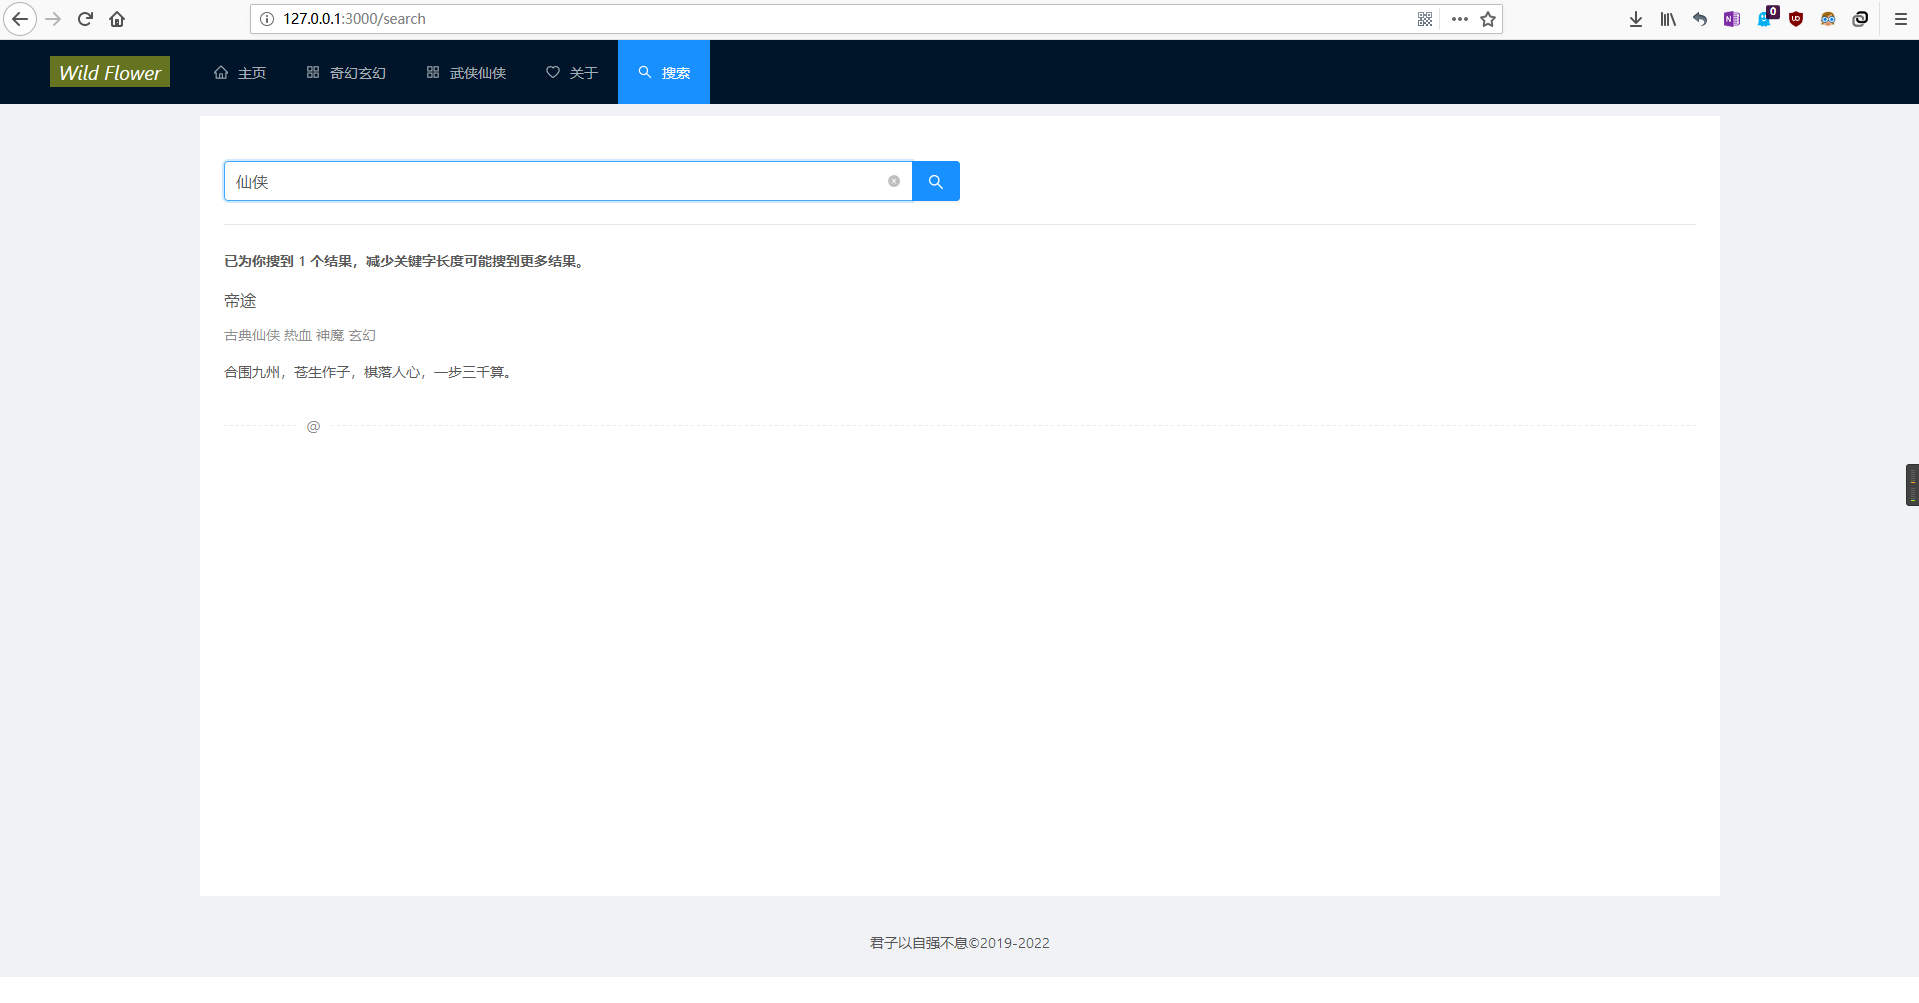 127.0.0.1:3000/search
0
Wild Flower 主页 奇幻玄幻 武侠仙侠 关于 搜索
仙侠
已为你搜到 1 个结果，减少关键字长度可能搜到更多结果。
帝途
古典仙侠 热血 神魔 玄幻
合围九州，苍生作子，棋落人心，一步三千算。
@
君子以自强不息©2019-2022